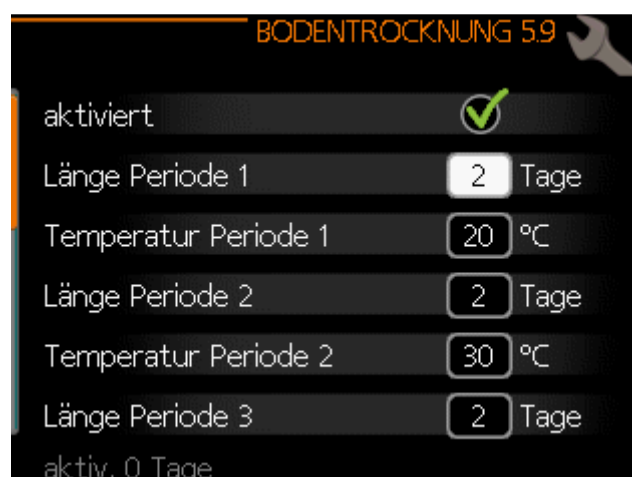 BODENTROCKNUNG 5.9
aktiviert
Länge Periode 1 2 Tage
Temperatur Periode 1 20 °C
Länge Periode 2 2 Tage
Temperatur Periode 2 30 °C
Länge Periode 3 2 Tage
aktiv. 0 Tage